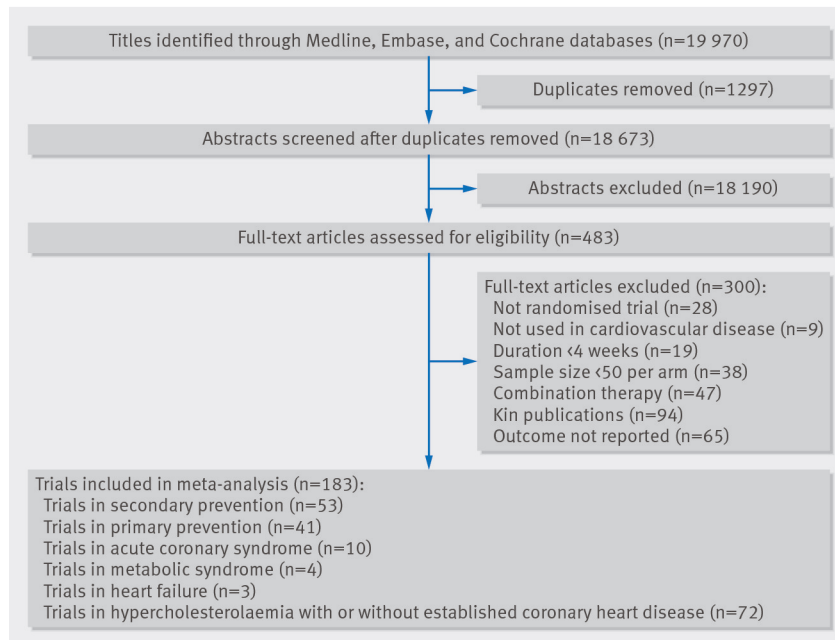 Titles identified through Medline, Embase, and Cochrane databases (n=19 970)
Duplicates removed (n=1297)
Abstracts screened after duplicates removed (n=18 673)
Abstracts excluded (n=18 190)
Full-text articles assessed for eligibility (n=483)
Full-text articles excluded (n=300):
Not randomised trial (n=28)
Not used in cardiovascular disease (n=9)
Duration <4 weeks (n=19)
Sample size <50 per arm (n=38)
Combination therapy (n=47)
Kin publications (n=94)
Outcome not reported (n=65)
Trials included in meta-analysis (n=183):
Trials in secondary prevention (n=53)
Trials in primary prevention (n=41)
Trials in acute coronary syndrome (n=10)
Trials in metabolic syndrome (n=4)
Trials in heart failure (n=3)
Trials in hypercholesterolaemia with or without established coronary heart disease (n=72)